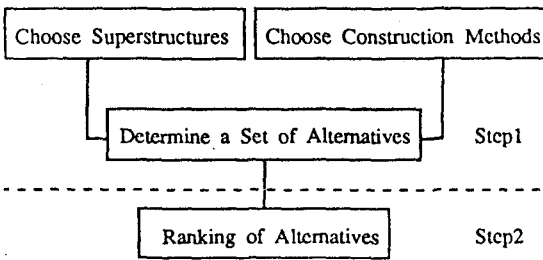 Choose Superstructures
Choose Construction Methods
Determine a Set of Alternatives
Step1
Ranking of Alternatives
Step2